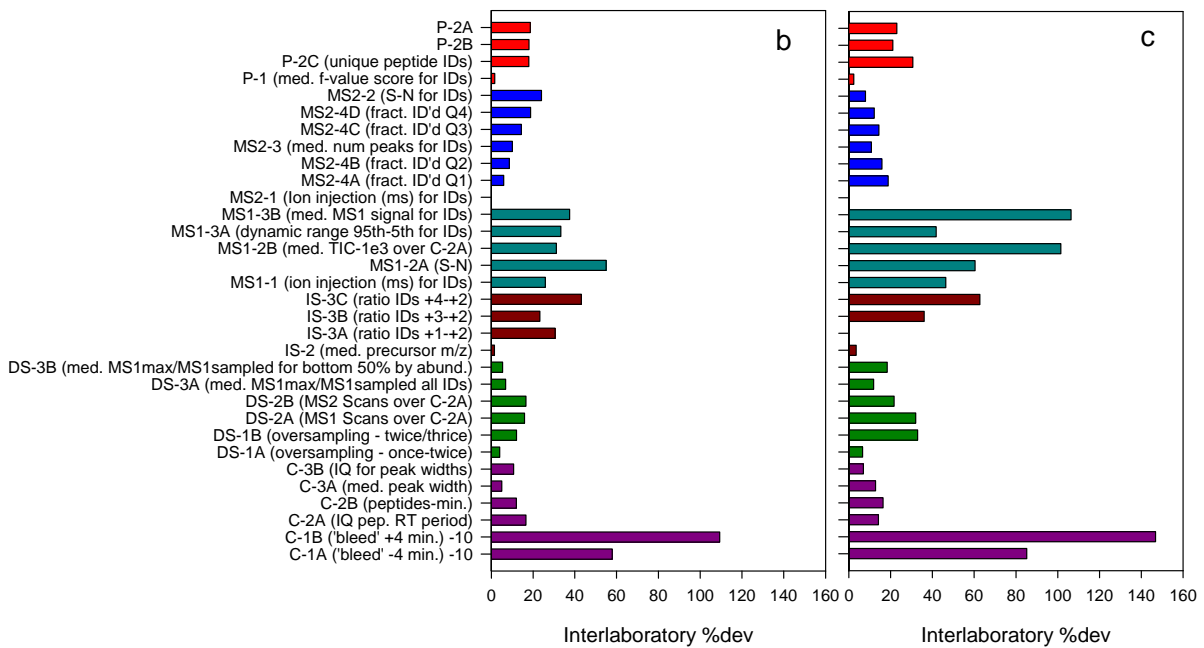 b
c
P-2A
P-2B
P-2C (unique peptide IDs)
P-1 (med. f-value score for IDs)
MS2-2 (S-N for IDs)
MS2-4D (fract. ID'd Q4)
MS2-4C (fract. ID'd Q3)
MS2-3 (med. num peaks for IDs)
MS2-4B (fract. ID'd Q2)
MS2-4A (fract. ID'd Q1)
MS2-1 (Ion injection (ms) for IDs)
MS1-3B (med. MS1 signal for IDs)
MS1-3A (dynamic range 95th-5th for IDs)
MS1-2B (med. TIC-1e3 over C-2A)
MS1-2A (S-N)
MS1-1 (ion injection (ms) for IDs)
IS-3C (ratio IDs +4-+2)
IS-3B (ratio IDs +3-+2)
IS-3A (ratio IDs +1-+2)
IS-2 (med. precursor m/z)
DS-3B (med. MS1max/MS1sampled for bottom 50% by abund.)
DS-3A (med. MS1max/MS1sampled all IDs)
DS-2B (MS2 Scans over C-2A)
DS-2A (MS1 Scans over C-2A)
DS-1B (oversampling - twice/thrice)
DS-1A (oversampling - once-twice)
C-3B (IQ for peak widths)
C-3A (med. peak width)
C-2B (peptides-min.)
C-2A (IQ pep. RT period)
C-1B ('bleed' +4 min.) -10
C-1A ('bleed' -4 min.) -10
0 20 40 60 80 100 120 140 160 0 20 40 60 80 100 120 140 160
Interlaboratory %dev Interlaboratory %dev